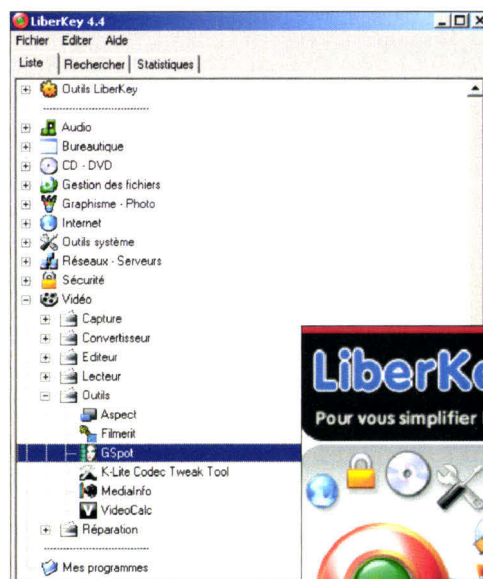 LiberKey 4.4
Fichier Editer Aide
Liste Rechercher Statistiques
Outils LiberKey
Audio
Bureautique
CD - DVD
Gestion des fichiers
Graphisme - Photo
Internet
Outils système
Réseaux - Serveurs
Sécurité
Vidéo
Capture
Convertisseur
Editeur
Lecteur
Outils
Aspect
Filmerit
GSpot
K-Lite Codec Tweak Tool
MediaInfo
VideoCalc
Réparation
Mes programmes
LiberKe
Pour vous simplifier